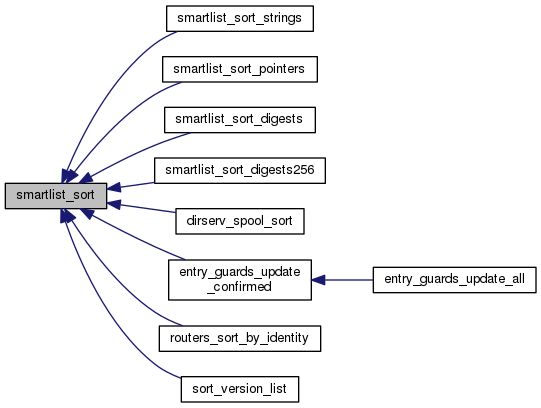 smartlist_sort_strings
smartlist_sort_pointers
smartlist_sort_digests
smartlist_sort_digests256
smartlist_sort
dirserv_spool_sort
entry_guards_update
_confirmed
entry_guards_update_all
routers_sort_by_identity
sort_version_list